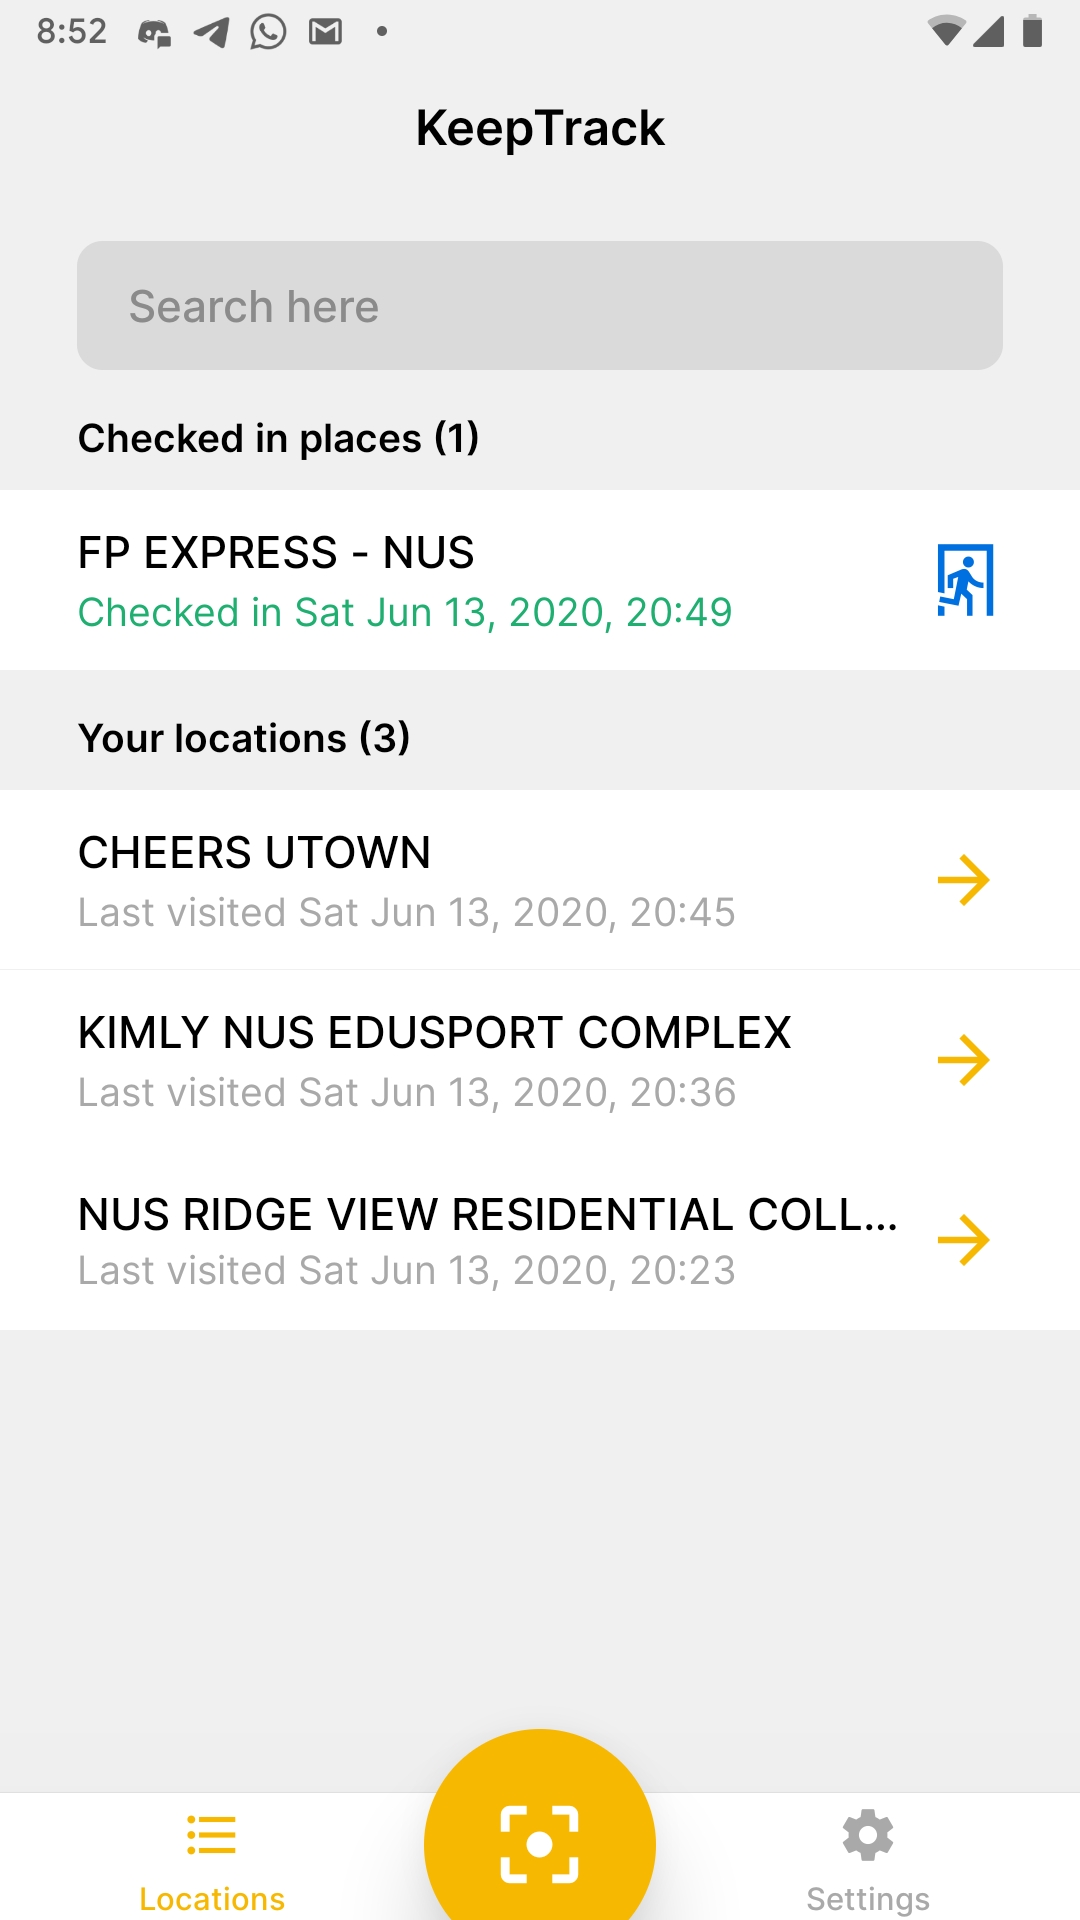 8:52
KeepTrack
Search here
Checked in places (1)
FP EXPRESS - NUS
Checked in Sat Jun 13, 2020, 20:49
Your locations (3)
CHEERS UTOWN
Last visited Sat Jun 13, 2020, 20:45
KIMLY NUS EDUSPORT COMPLEX
Last visited Sat Jun 13, 2020, 20:36
NUS RIDGE VIEW RESIDENTIAL COLL...
Last visited Sat Jun 13, 2020, 20:23
Locations
Settings